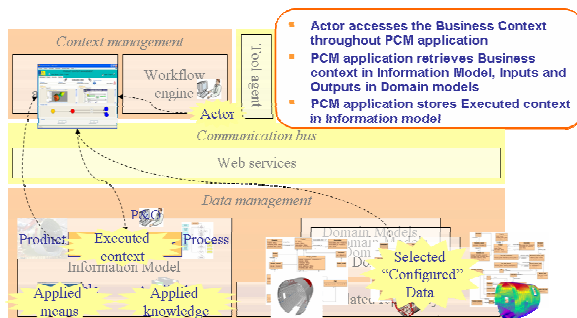 Context management
Workflow
engine
Actor
Tool agent
Actor accesses the Business Context
throughout PCM application
PCM application retrieves Business
context in Information Model, Inputs and
Outputs in Domain models
PCM application stores Executed context
in Information model
Communication bus
Web services
Data management
Product
Executed
context
Process
Information Model
Applied
means
Applied
knowledge
Domain Models
Domain Model
Selected
“Configured”
Data